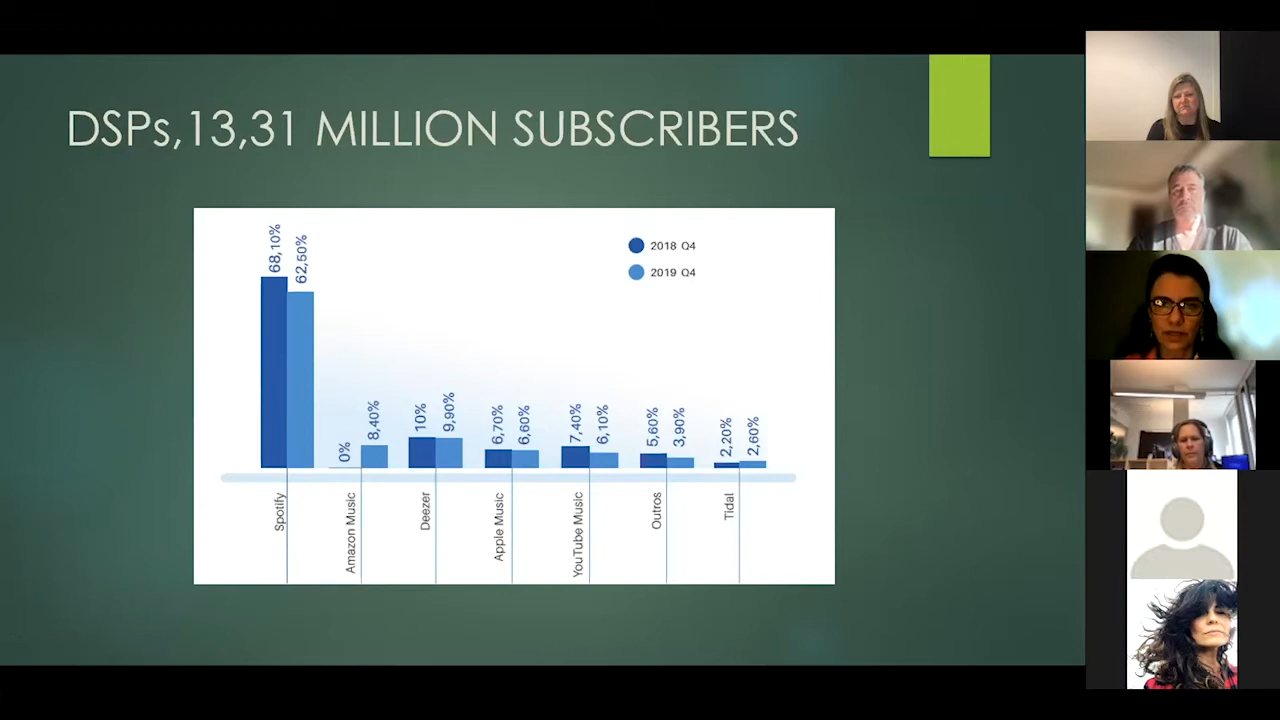 DSPs,13,31 MILLION SUBSCRIBERS
2018 Q4
2019 Q4
68,10%
62,50%
0%
8,40%
10%
9,90%
6,70%
6,60%
7,40%
6,10%
5,60%
3,90%
2,20%
2,60%
Spotify
Amazon Music
Deezer
Apple Music
YouTube Music
Outros
Tidal